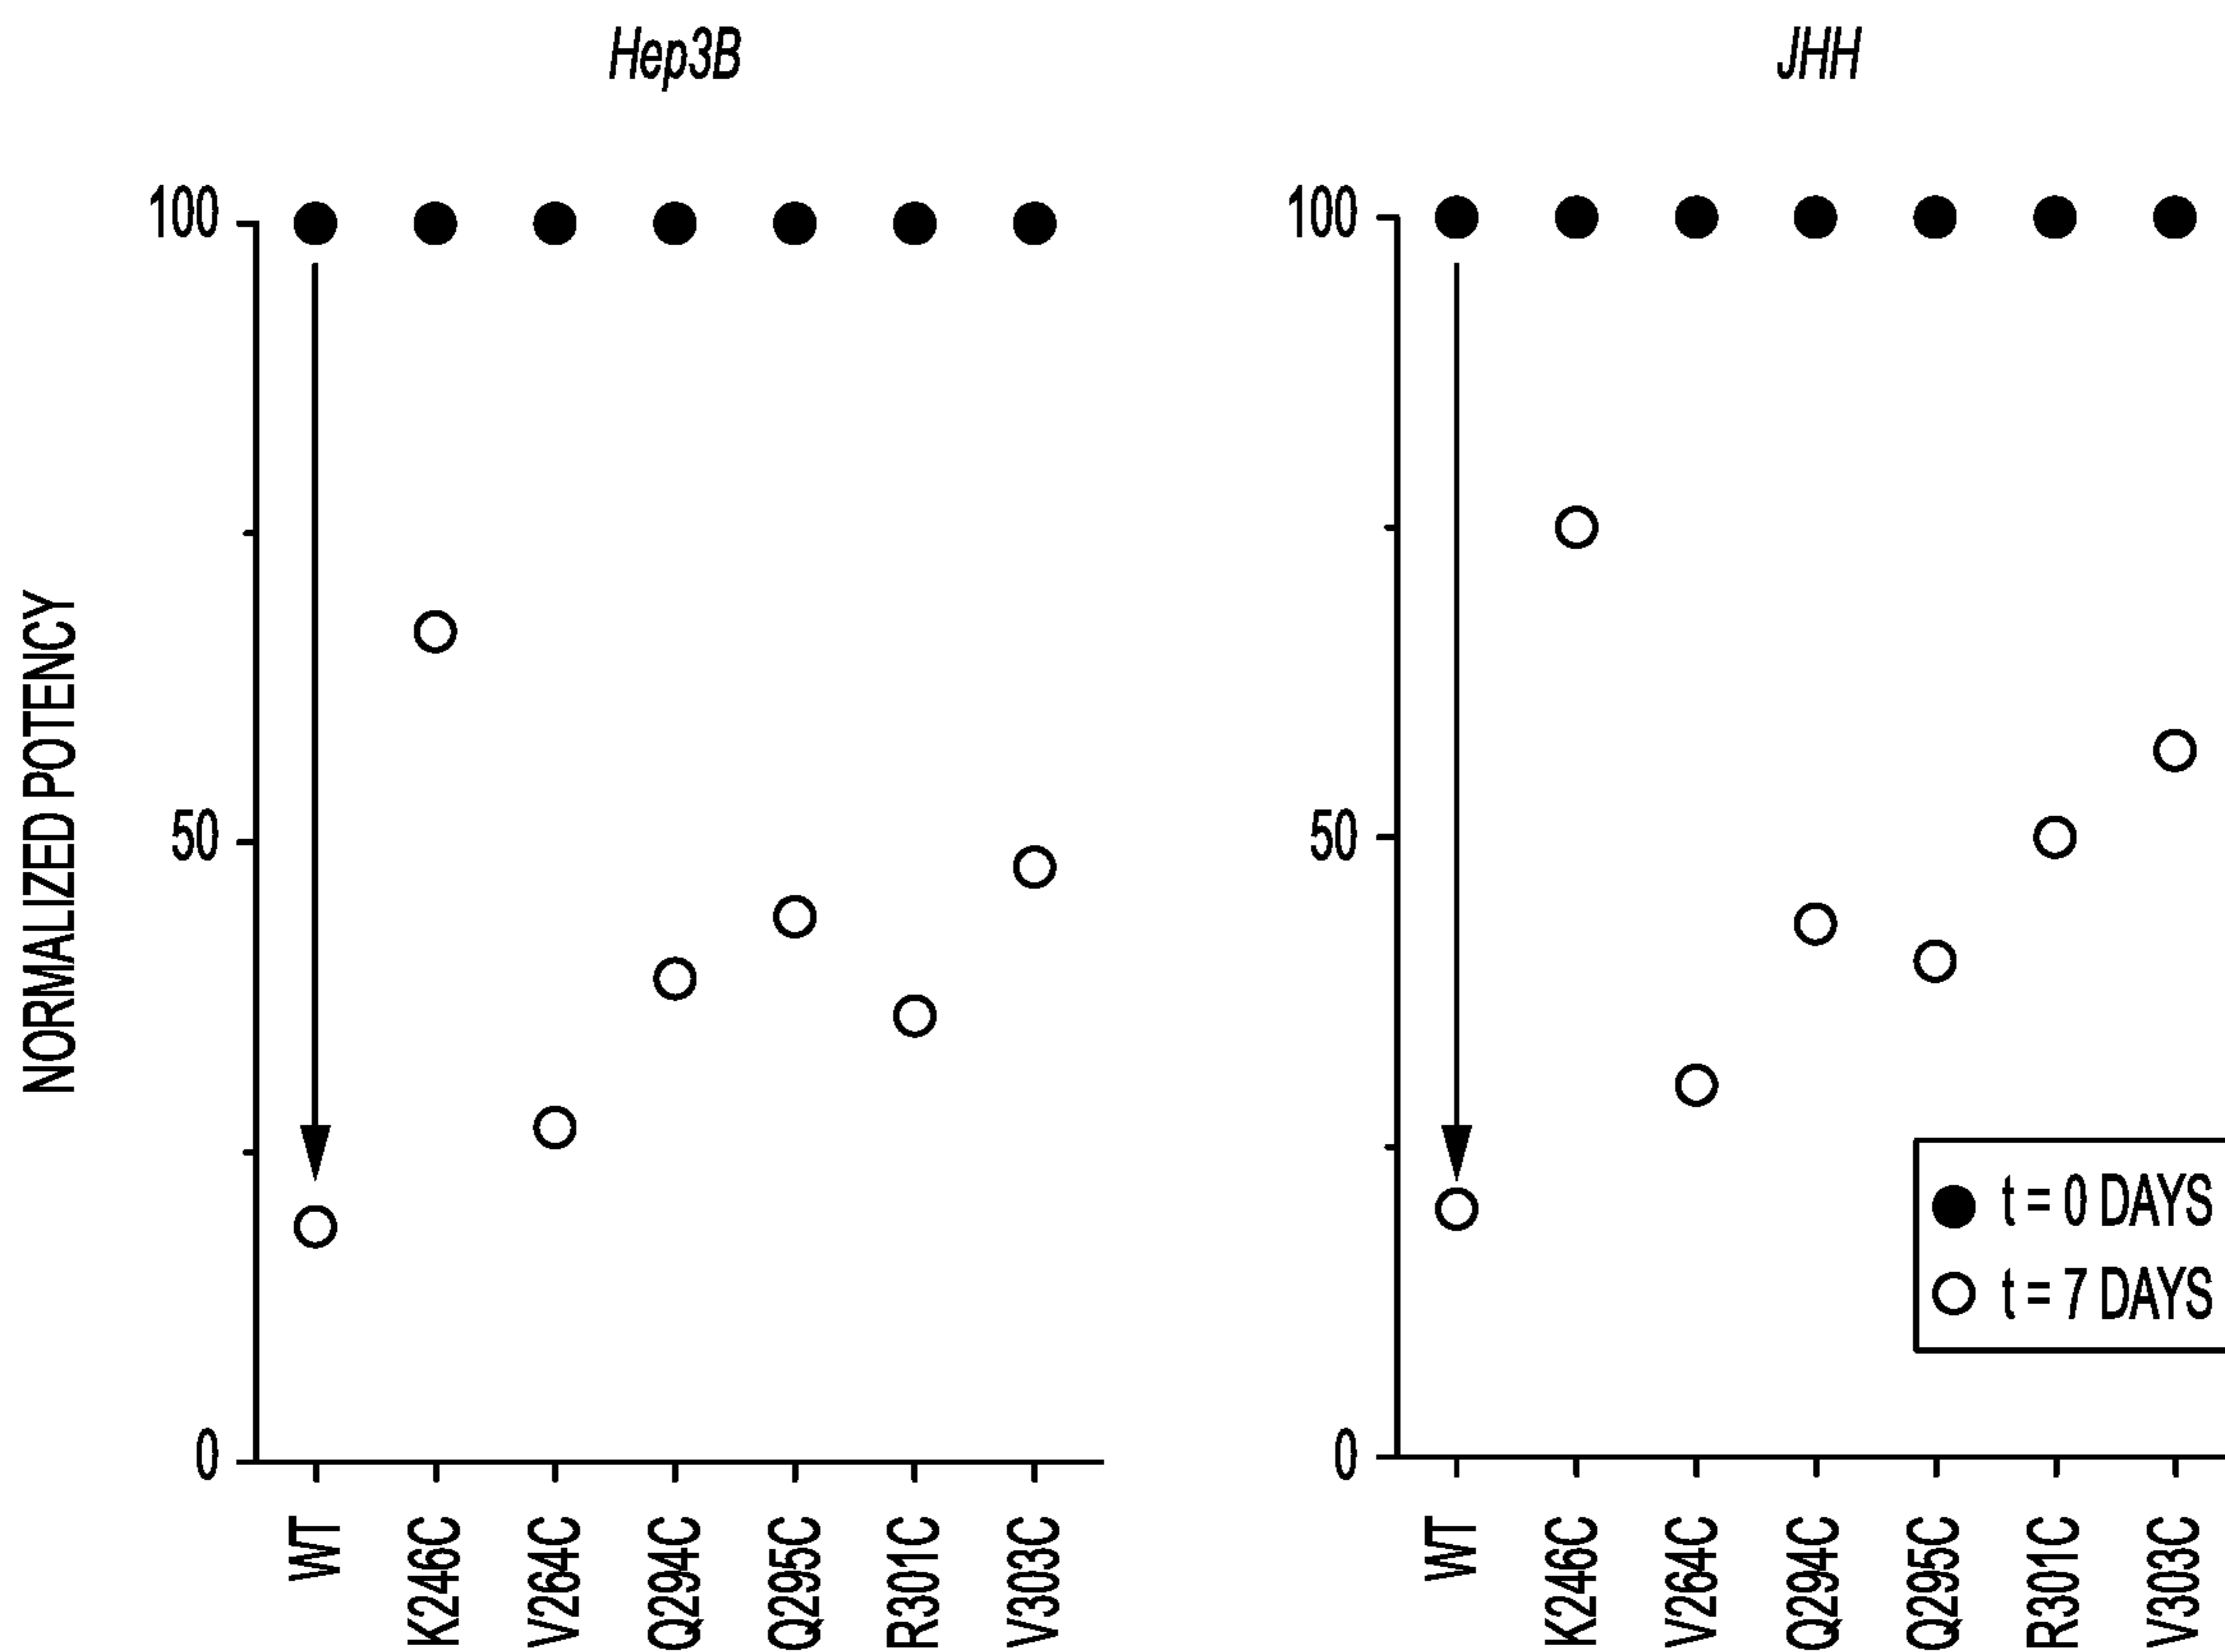 Hep3B
100
50
0
NORMALIZED POTENCY
WT
K246C
V264C
Q294C
Q295C
R301C
V303C
JHH
100
50
0
t = 0 DAYS
t = 7 DAYS
WT
K246C
V264C
Q294C
Q295C
R301C
V303C